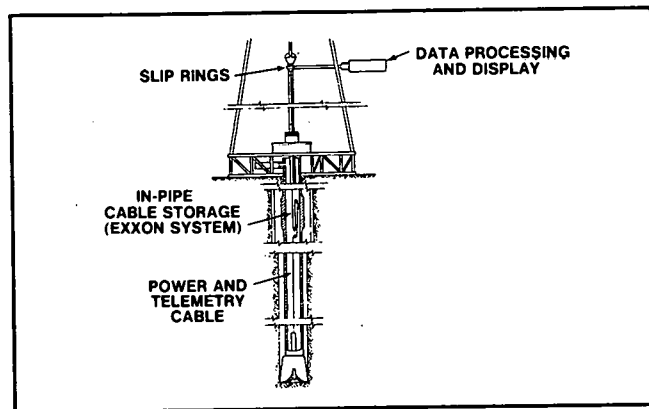 DATA PROCESSING
AND DISPLAY
SLIP RINGS
IN-PIPE
CABLE STORAGE
(EXXON SYSTEM)
POWER AND
TELEMETRY
CABLE